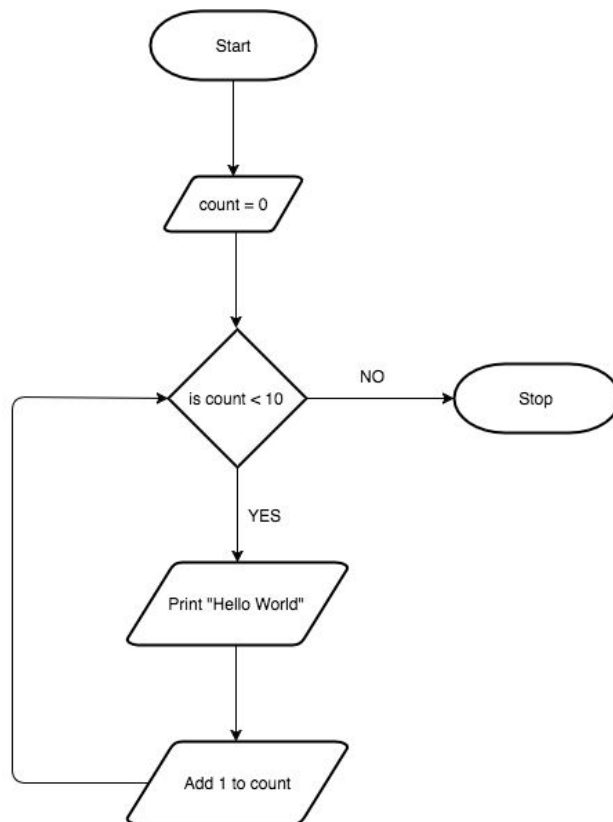 Start
count = 0
is count < 10
NO
Stop
YES
Print "Hello World"
Add 1 to count